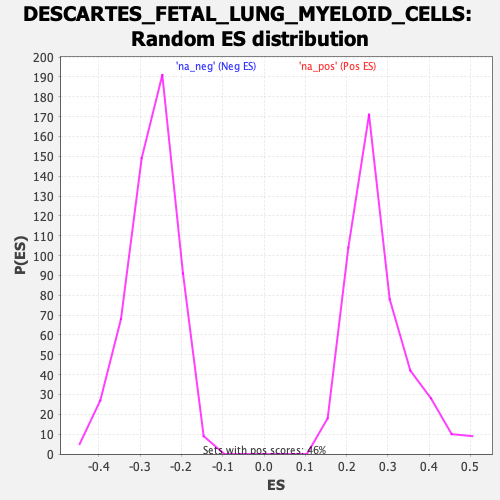 DESCARTES_FETAL_LUNG_MYELOID_CELLS:
Random ES distribution
'na_neg' (Neg ES)
'na_pos' (Pos ES)
200
190
180
170
160
150
140
130
120
110
100
90
80
70
60
50
40
30
20
10
0
P(ES)
Sets with pos scores: 46%
-0.4 -0.3 -0.2 -0.1 0.0 0.1 0.2 0.3 0.4 0.5
ES